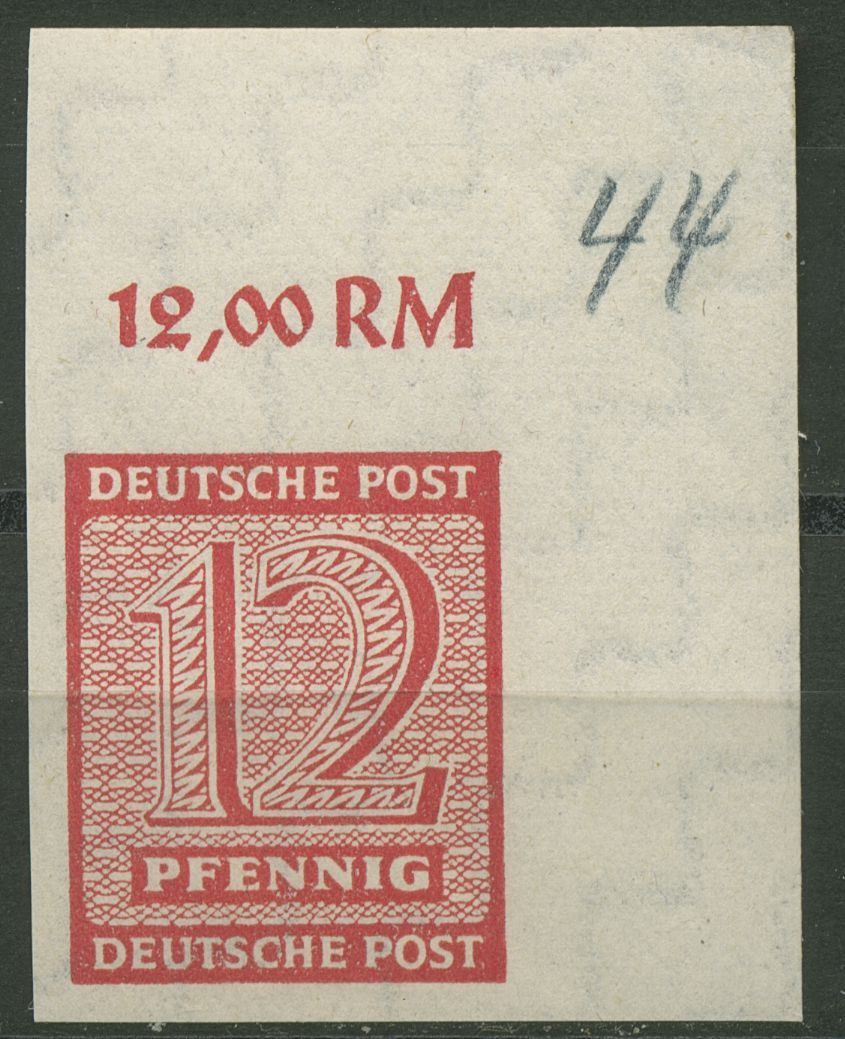 44
12,00 RM
DEUTSCHE POST
12
PFENNIG
DEUTSCHE POST